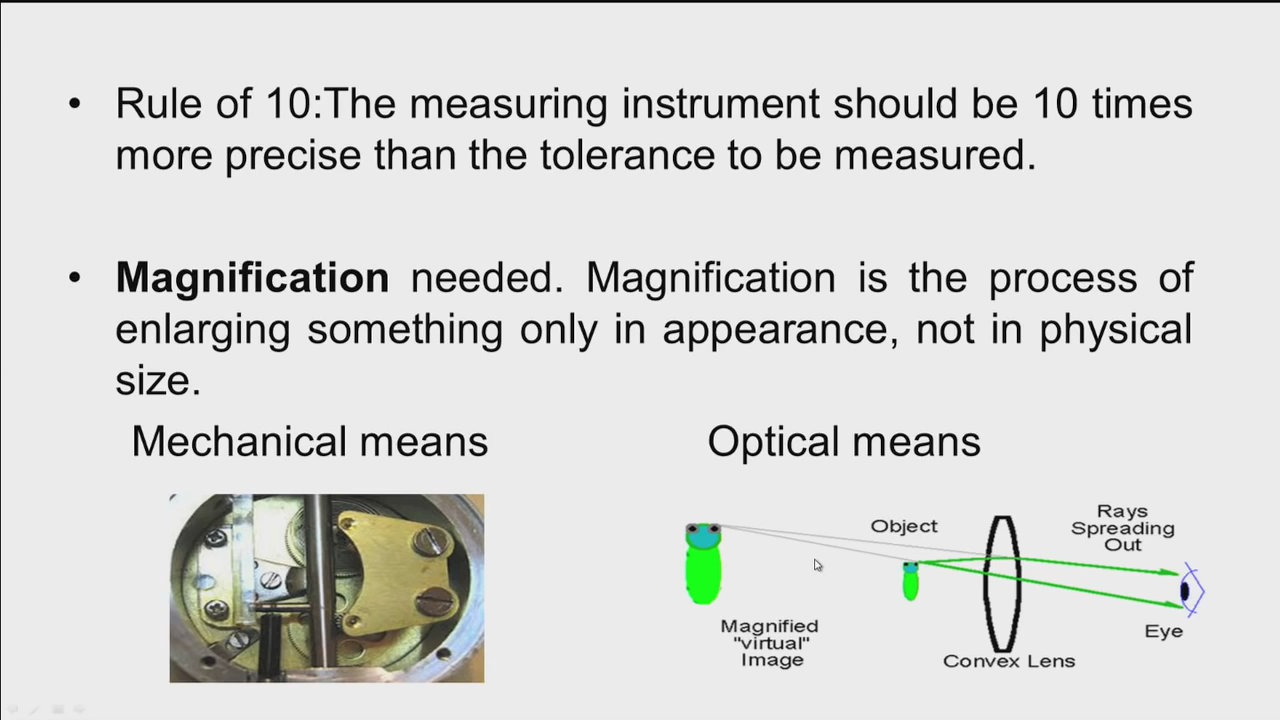 • Rule of 10:The measuring instrument should be 10 times
more precise than the tolerance to be measured.
• Magnification needed. Magnification is the process of
enlarging something only in appearance, not in physical
size.
Mechanical means
Optical means
Object
Rays
Spreading
Out
Magnified
"virtual"
Image
Eye
Convex Lens